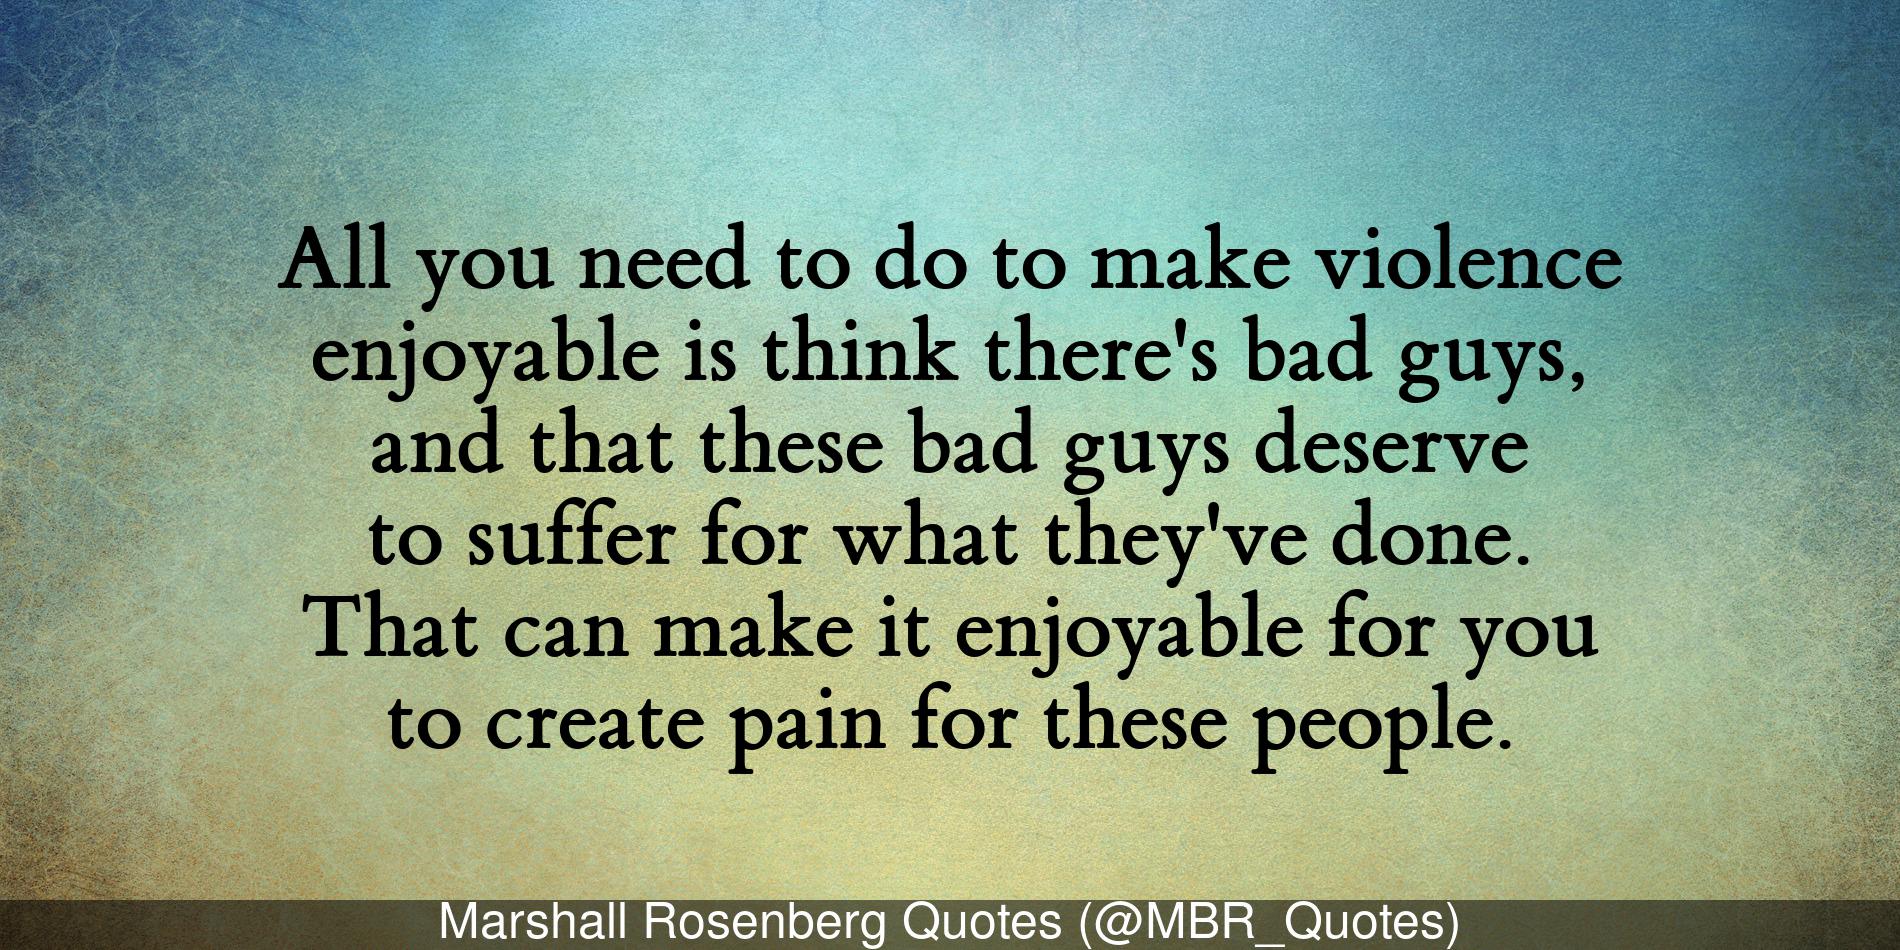 All you need to do to make violence
enjoyable is think there's bad guys,
and that these bad guys deserve
to suffer for what they've done.
That can make it enjoyable for you
to create pain for these people.
Marshall Rosenberg Quotes (@MBR_Quotes)